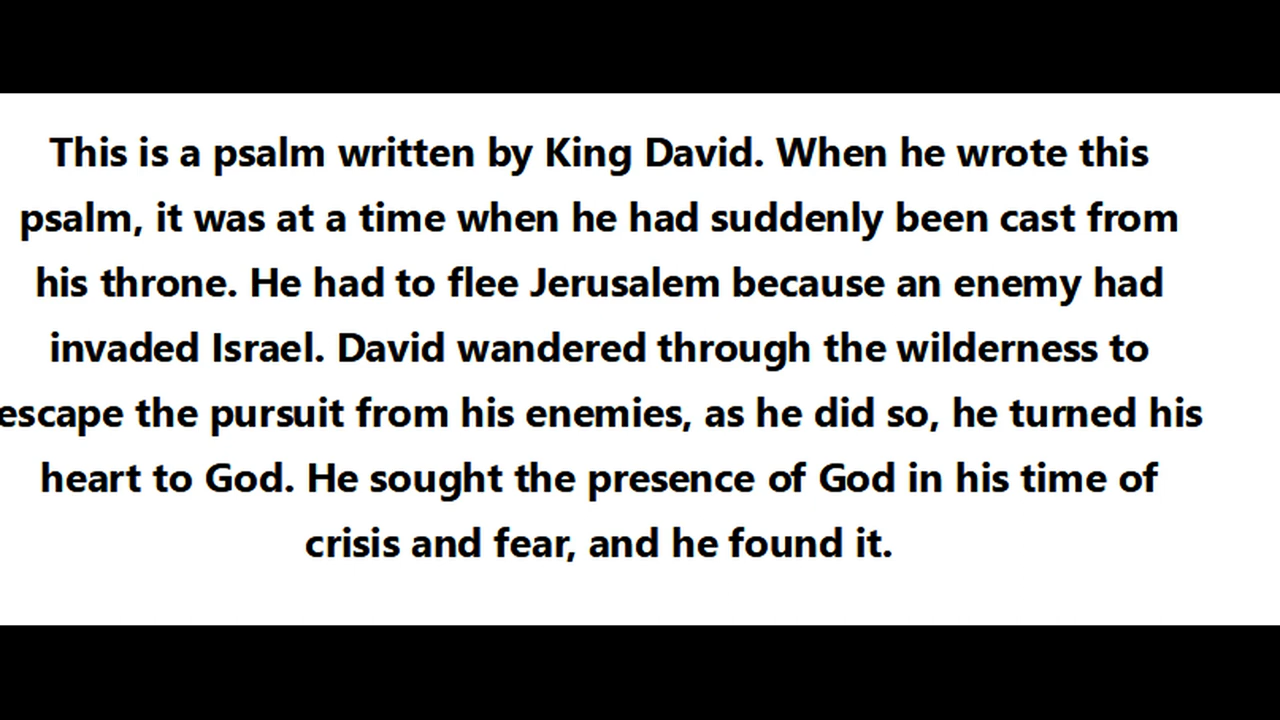 This is a psalm written by King David. When he wrote this
psalm, it was at a time when he had suddenly been cast from
his throne. He had to flee Jerusalem because an enemy had
invaded Israel. David wandered through the wilderness to
escape the pursuit from his enemies, as he did so, he turned his
heart to God. He sought the presence of God in his time of
crisis and fear, and he found it.